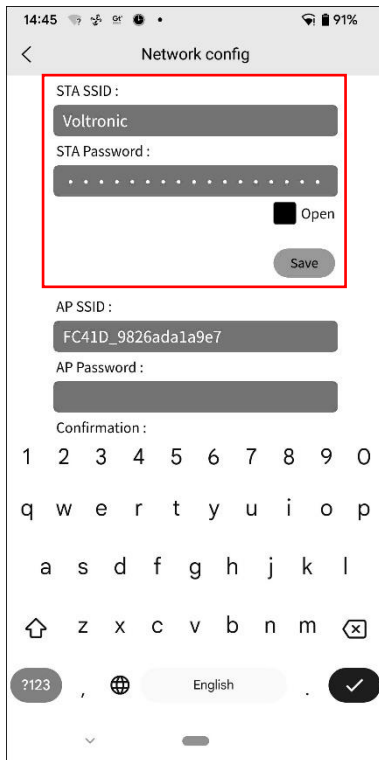 14:45 91%
Network config
STA SSID :
Voltronic
STA Password :
Open
Save
AP SSID :
FC41D_9826ada1a9e7
AP Password :
Confirmation :
1 2 3 4 5 6 7 8 9 0
q w e r t y u i o p
a s d f g h j k l
z x c v b n m
?123 , English .